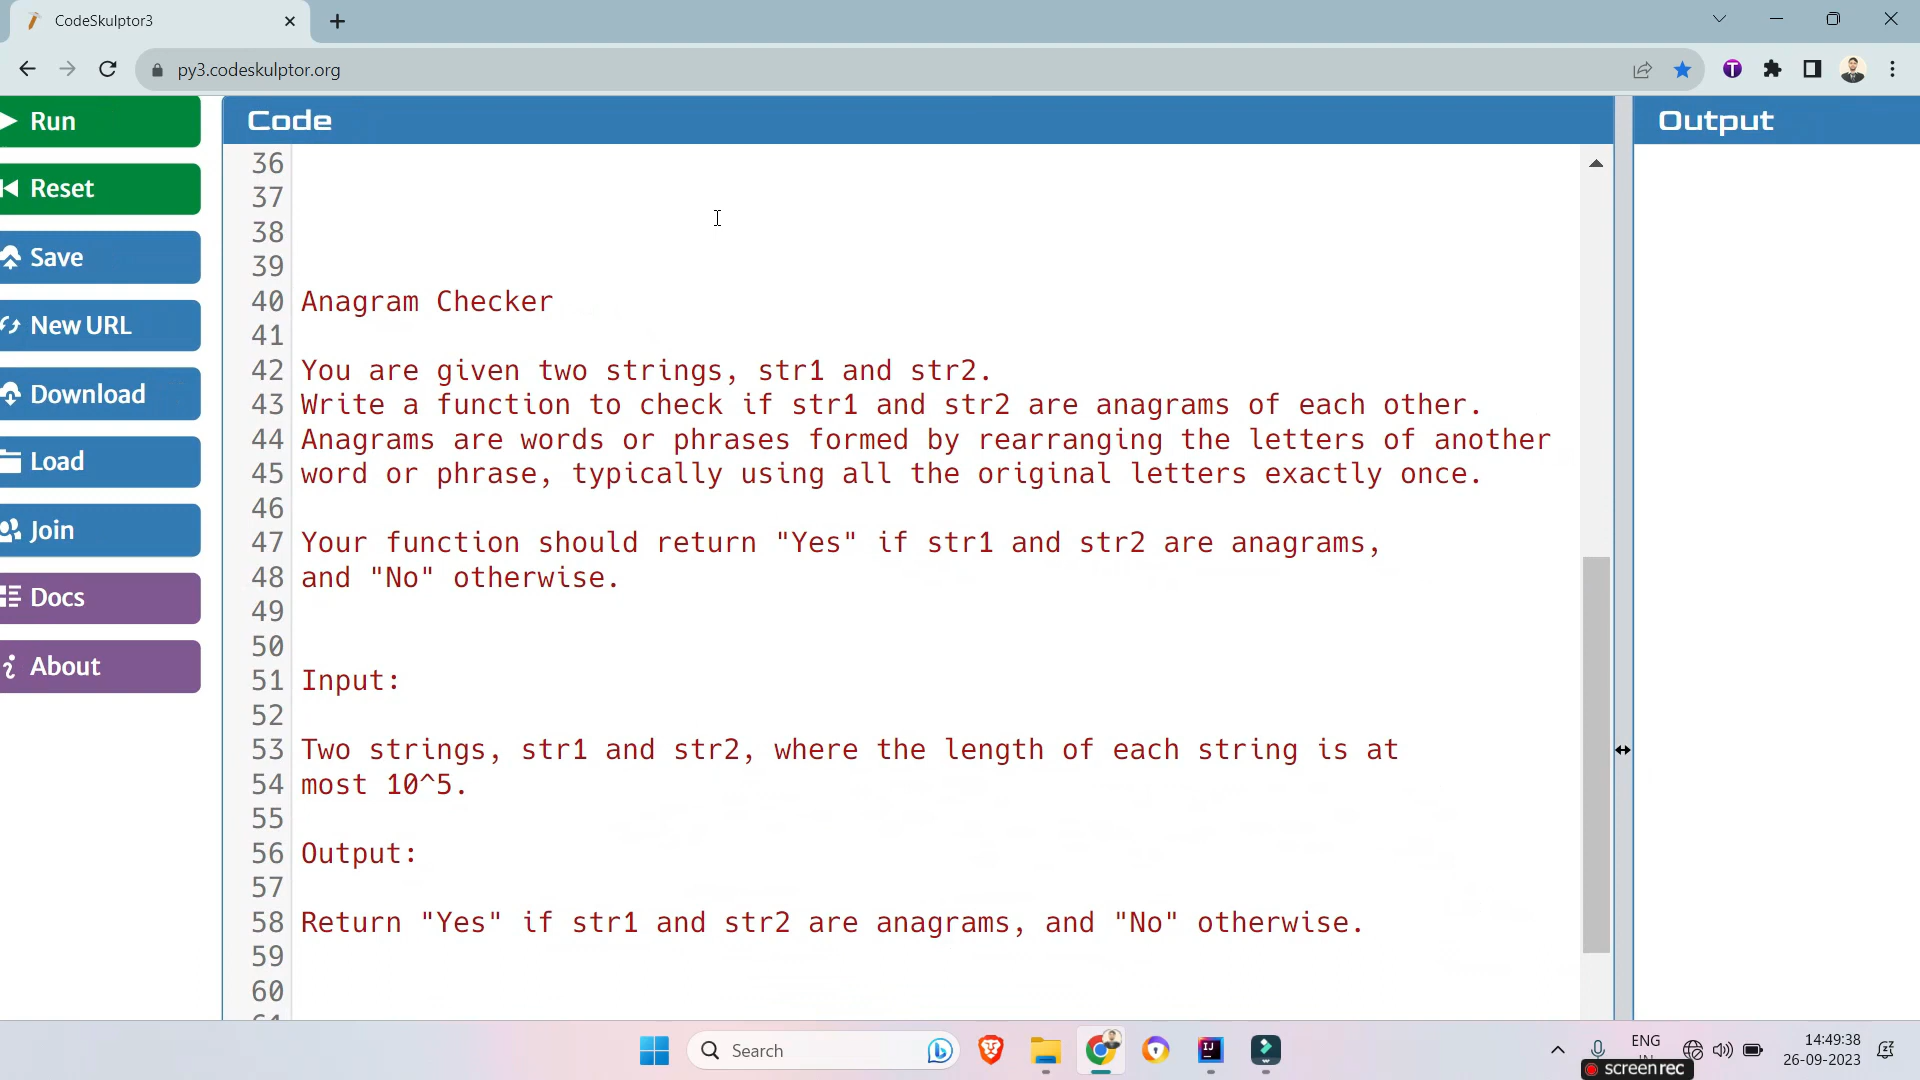 CodeSkulptor3
py3.codeskulptor.org
T
Run
Reset
Save
New URL
Download
Load
Join
Docs
About
Code
Output
36
37
38
39
40 Anagram Checker
41
42 You are given two strings, str1 and str2.
43 Write a function to check if str1 and str2 are anagrams of each other.
44 Anagrams are words or phrases formed by rearranging the letters of another
45 word or phrase, typically using all the original letters exactly once.
46
47 Your function should return "Yes" if str1 and str2 are anagrams,
48 and "No" otherwise.
49
50
51 Input:
52
53 Two strings, str1 and str2, where the length of each string is at
54 most 10^5.
55
56 Output:
57
58 Return "Yes" if str1 and str2 are anagrams, and "No" otherwise.
59
60
Search
IJ
ENG
14:49:38
26-09-2023
screen rec